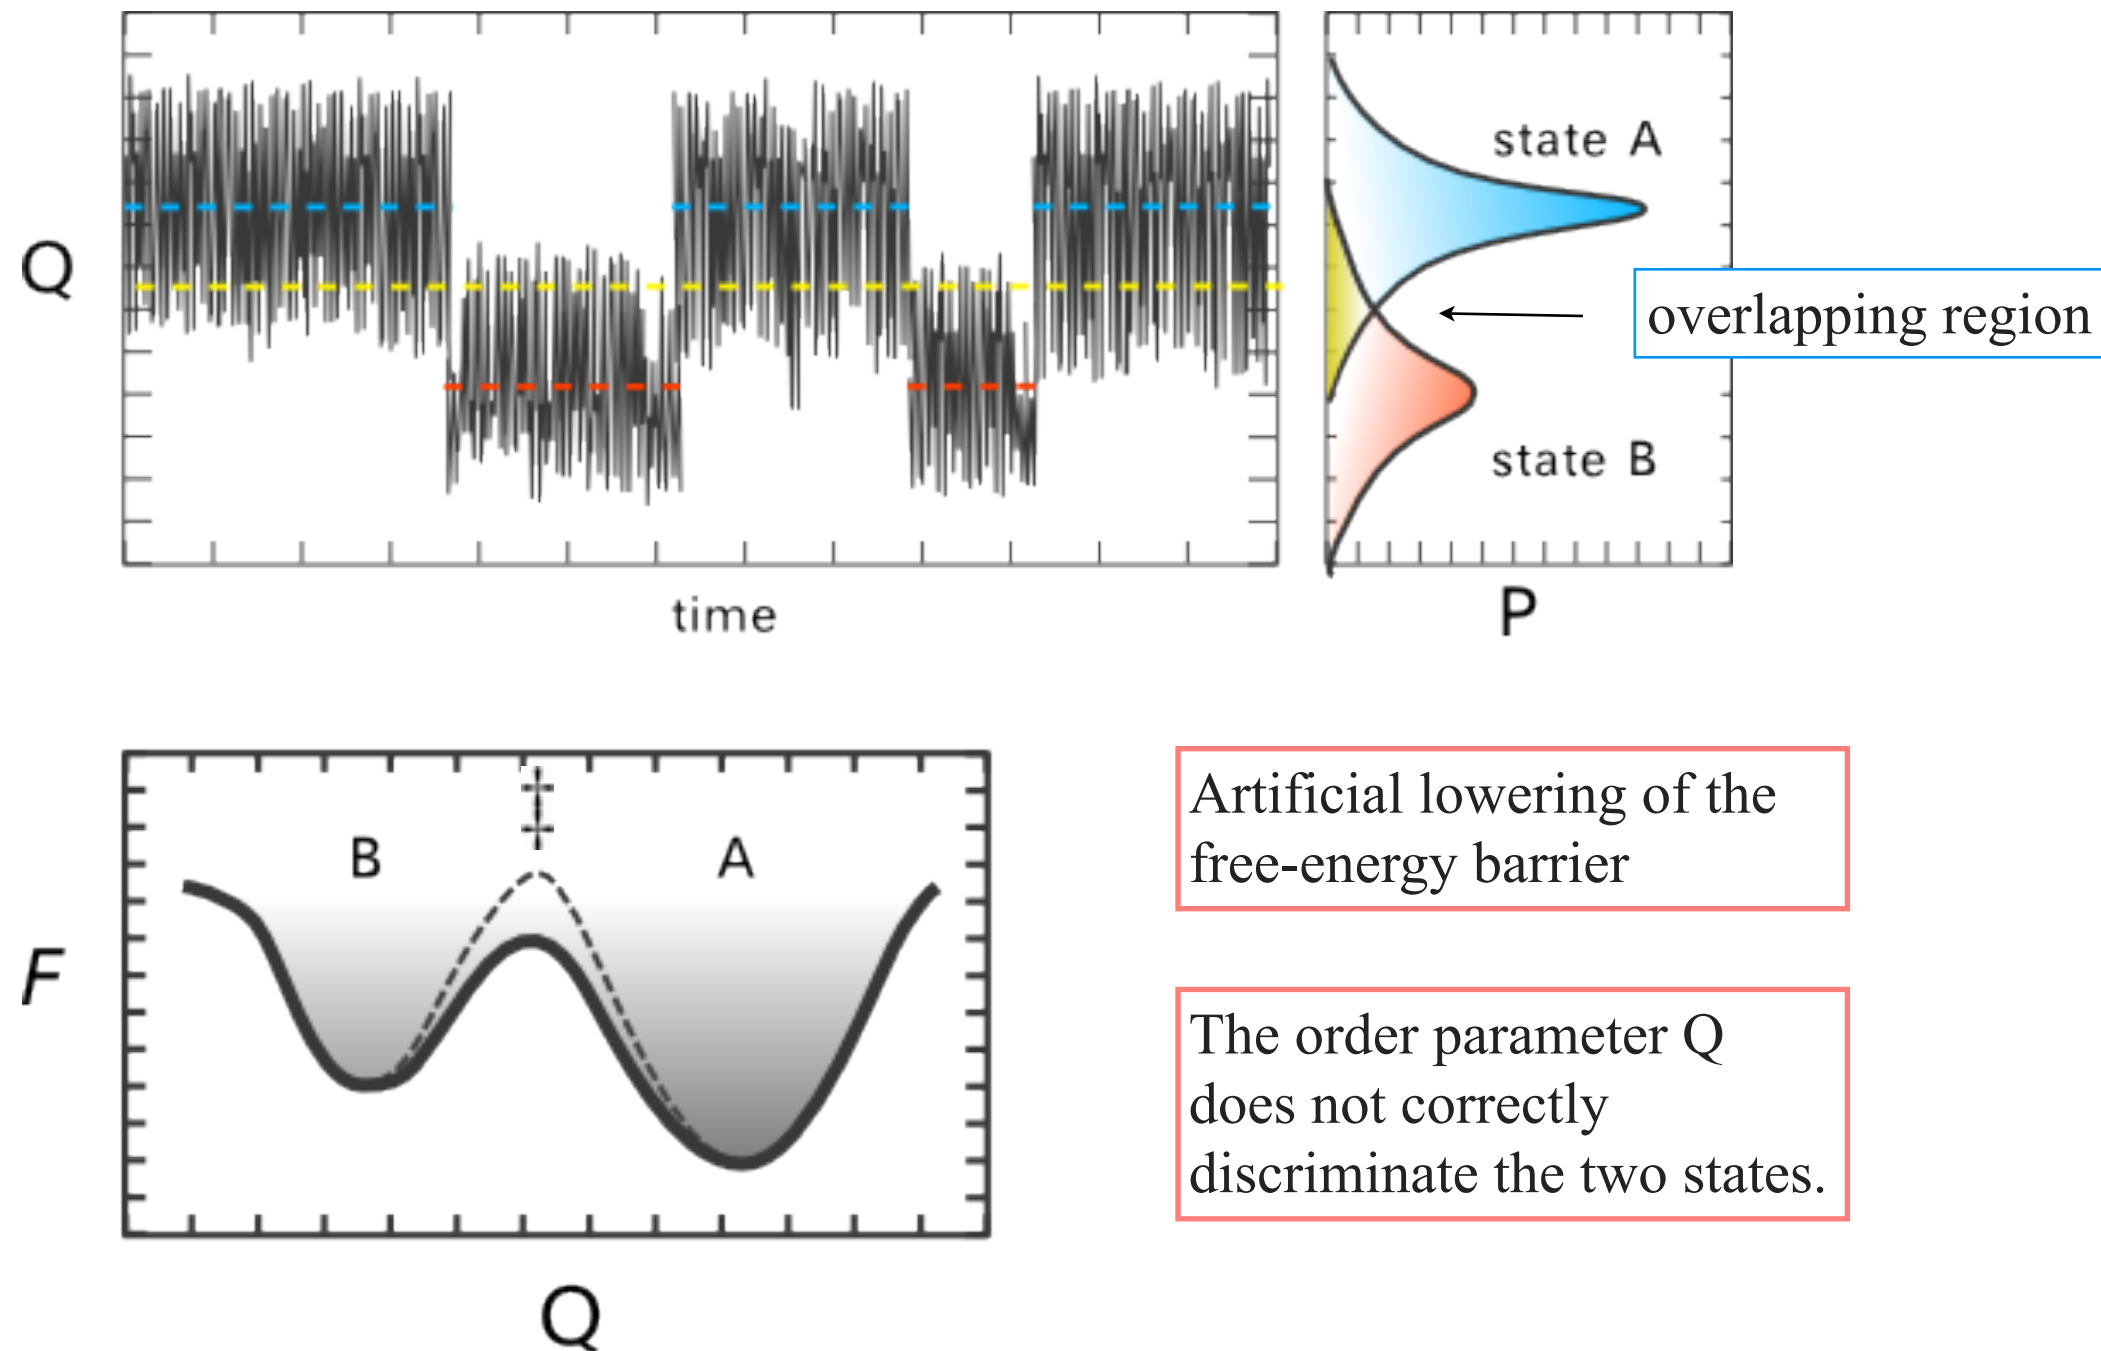 Q
state A
overlapping region
state B
time
P
‡
B
A
F
Q
Artificial lowering of the
free-energy barrier
The order parameter Q
does not correctly
discriminate the two states.